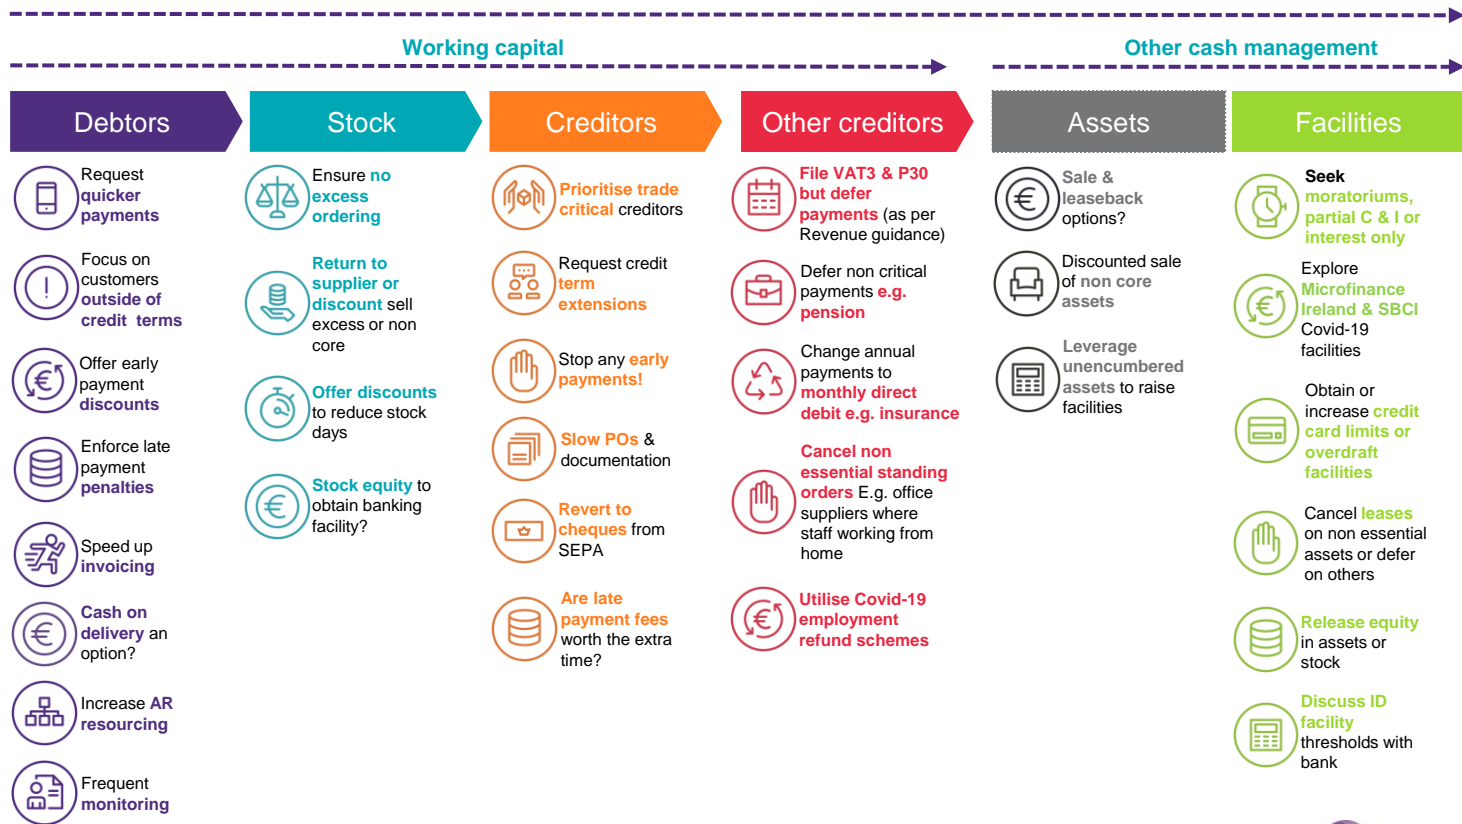 Working capital
Other cash management
Debtors
Request
quicker
payments
Focus on
customers
outside of
credit terms
Offer early
payment
discounts
Enforce late
payment
penalties
Speed up
invoicing
Cash on
delivery an
option?
Increase AR
resourcing
Frequent
monitoring
Stock
Ensure no
excess
ordering
Return to
supplier or
discount sell
excess or non
core
Offer discounts
to reduce stock
days
Stock equity to
obtain banking
facility?
Creditors
Prioritise trade
critical creditors
Request credit
term
extensions
Stop any early
payments!
Slow POs &
documentation
Revert to
cheques from
SEPA
Are late
payment fees
worth the extra
time?
Other creditors
File VAT3 & P30
but defer
payments (as per
Revenue guidance)
Defer non critical
payments e.g.
pension
Change annual
payments to
monthly direct
debit e.g. insurance
Cancel non
essential standing
orders E.g. office
suppliers where
staff working from
home
Utilise Covid-19
employment
refund schemes
Assets
Sale &
leaseback
options?
Discounted sale
of non core
assets
Leverage
unencumbered
assets to raise
facilities
Facilities
Seek
moratoriums,
partial C & I or
interest only
Explore
Microfinance
Ireland & SBCI
Covid-19
facilities
Obtain or
increase credit
card limits or
overdraft
facilities
Cancel leases
on non essential
assets or defer
on others
Release equity
in assets or
stock
Discuss ID
facility
thresholds with
bank